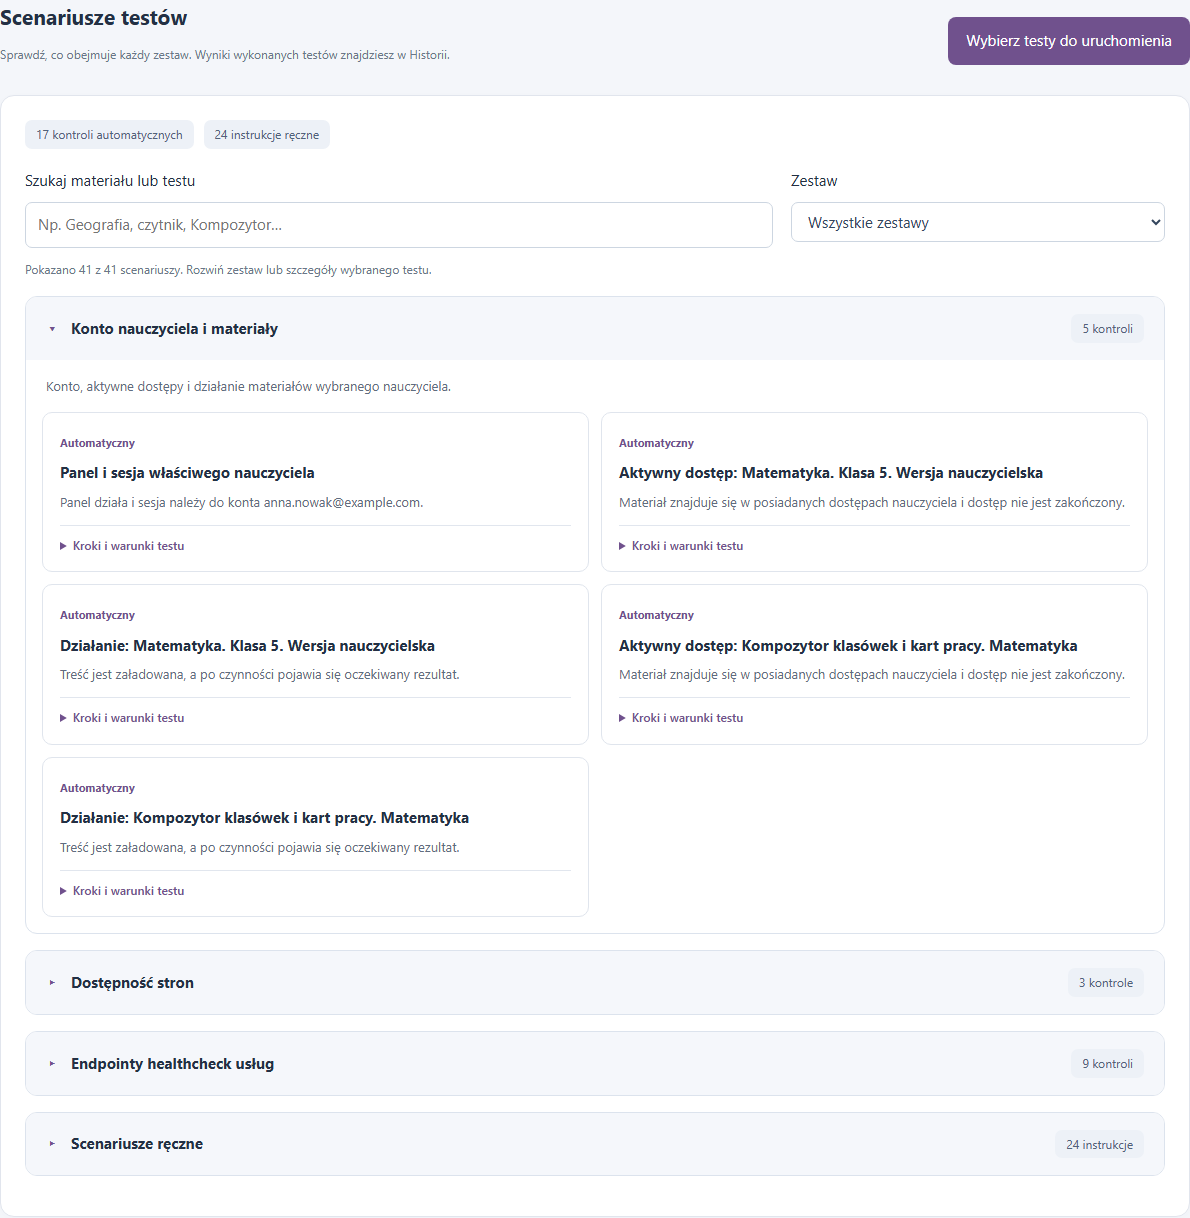 Scenariusze testów
Wybierz testy do uruchomienia
Sprawdź, co obejmuje każdy zestaw. Wyniki wykonanych testów znajdziesz w Historii.
17 kontroli automatycznych
24 instrukcje ręczne
Szukaj materiału lub testu
Zestaw
Np. Geografia, czytnik, Kompozytor...
Wszystkie zestawy
Pokazano 41 z 41 scenariuszy. Rozwiń zestaw lub szczegóły wybranego testu.
Konto nauczyciela i materiały
5 kontroli
Konto, aktywne dostępy i działanie materiałów wybranego nauczyciela.
Automatyczny
Panel i sesja właściwego nauczyciela
Panel działa i sesja należy do konta anna.nowak@example.com.
Kroki i warunki testu
Automatyczny
Aktywny dostęp: Matematyka. Klasa 5. Wersja nauczycielska
Materiał znajduje się w posiadanych dostępach nauczyciela i dostęp nie jest zakończony.
Kroki i warunki testu
Automatyczny
Działanie: Matematyka. Klasa 5. Wersja nauczycielska
Treść jest załadowana, a po czynności pojawia się oczekiwany rezultat.
Kroki i warunki testu
Automatyczny
Aktywny dostęp: Kompozytor klasówek i kart pracy. Matematyka
Materiał znajduje się w posiadanych dostępach nauczyciela i dostęp nie jest zakończony.
Kroki i warunki testu
Automatyczny
Działanie: Kompozytor klasówek i kart pracy. Matematyka
Treść jest załadowana, a po czynności pojawia się oczekiwany rezultat.
Kroki i warunki testu
Dostępność stron
3 kontrole
Endpointy healthcheck usług
9 kontroli
Scenariusze ręczne
24 instrukcje